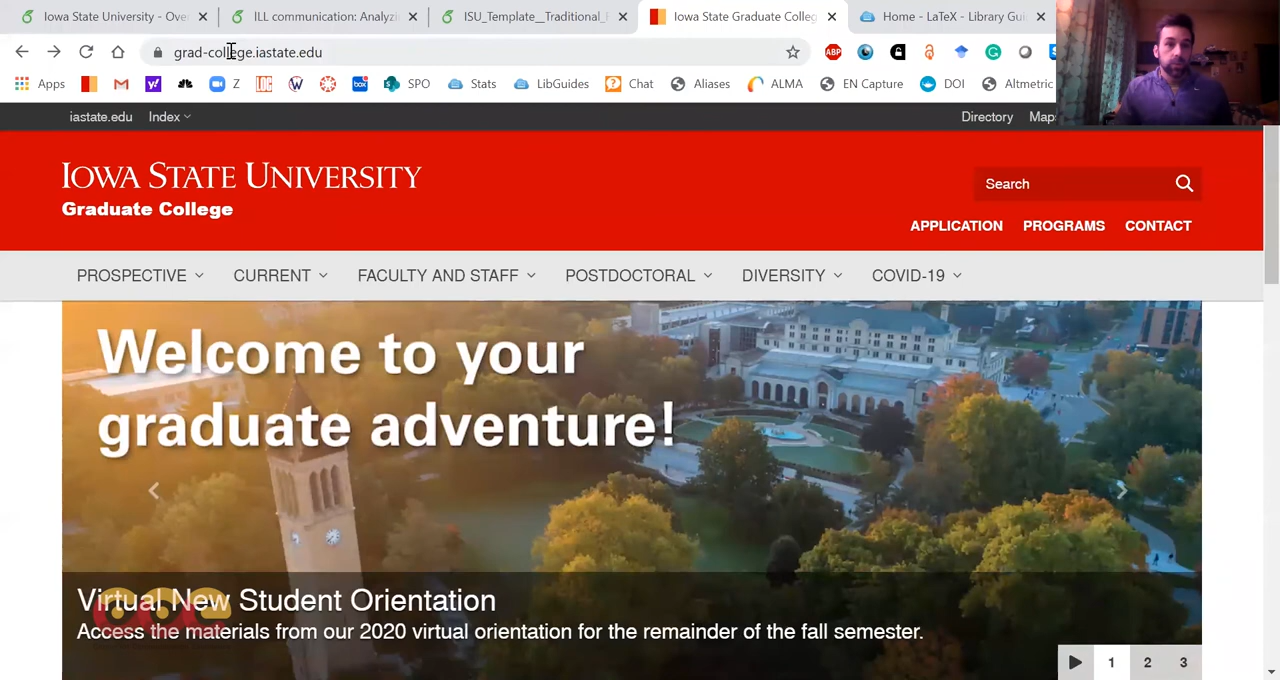 Iowa State University - Ove
ILL communication: Analyzi
ISU_Template__Traditional_
Iowa State Graduate Colleg
Home - LaTeX - Library Gui
grad-college.iastate.edu
ABP
Apps
Z
SPO
Stats
LibGuides
Chat
Aliases
ALMA
EN Capture
DOI
Altmetric
iastate.edu
Index
Directory
Maps
IOWA STATE UNIVERSITY
Graduate College
Search
APPLICATION
PROGRAMS
CONTACT
PROSPECTIVE
CURRENT
FACULTY AND STAFF
POSTDOCTORAL
DIVERSITY
COVID-19
Welcome to your
graduate adventure!
Virtual New Student Orientation
Access the materials from our 2020 virtual orientation for the remainder of the fall semester.
1
2
3